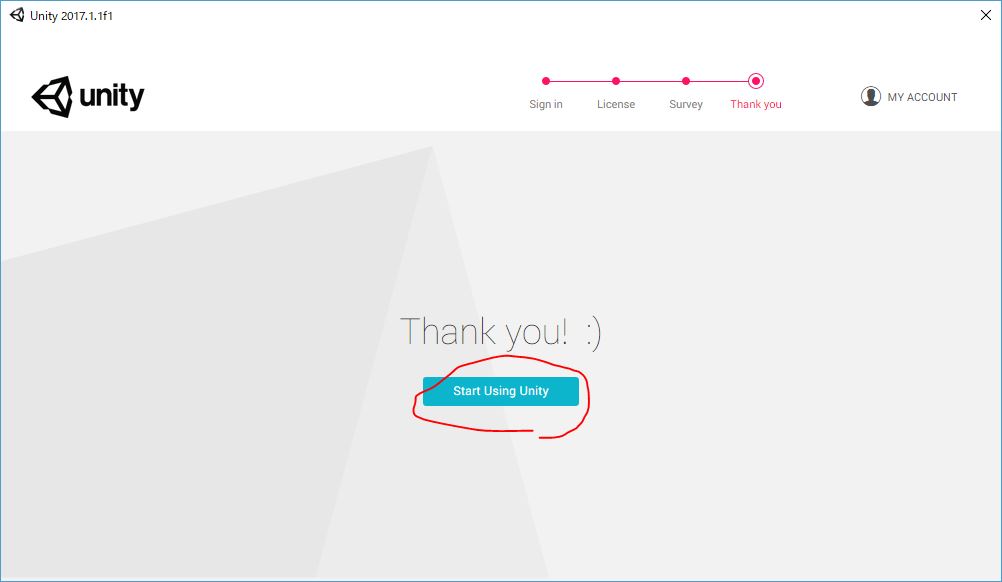 Unity 2017.1.1f1
unity
Sign in
License
Survey
Thank you
MY ACCOUNT
Thank you! :)
Start Using Unity